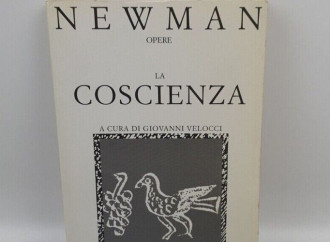 NEWMAN
OPERE
LA
COSCIENZA
A CURA DI GIOVANNI VELOCCI